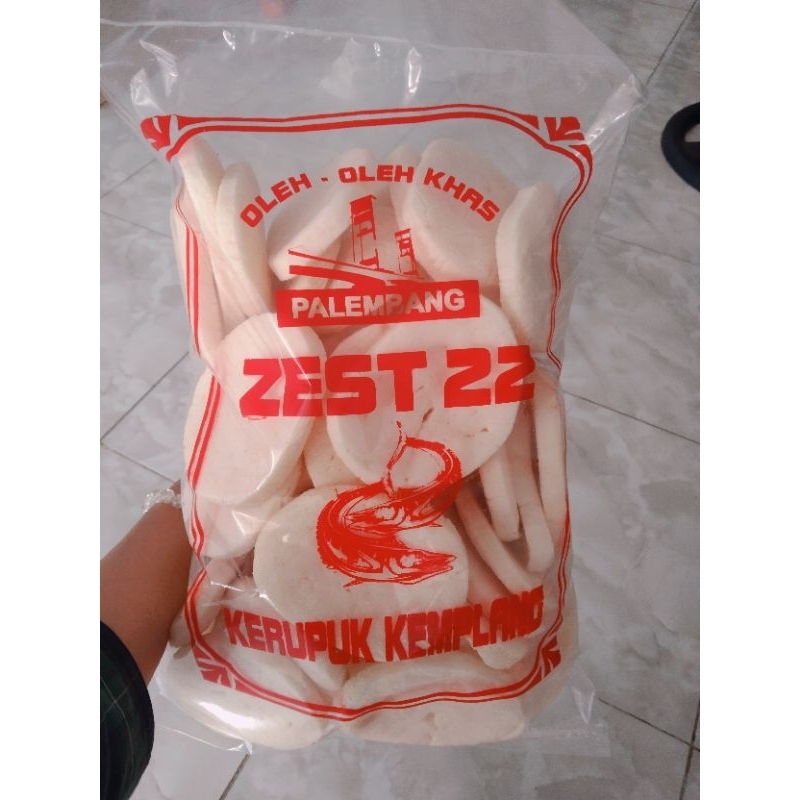 OLEH - OLEH KHAS
PALEMBANG
ZEST 22
KERUPUK KEMPLANG